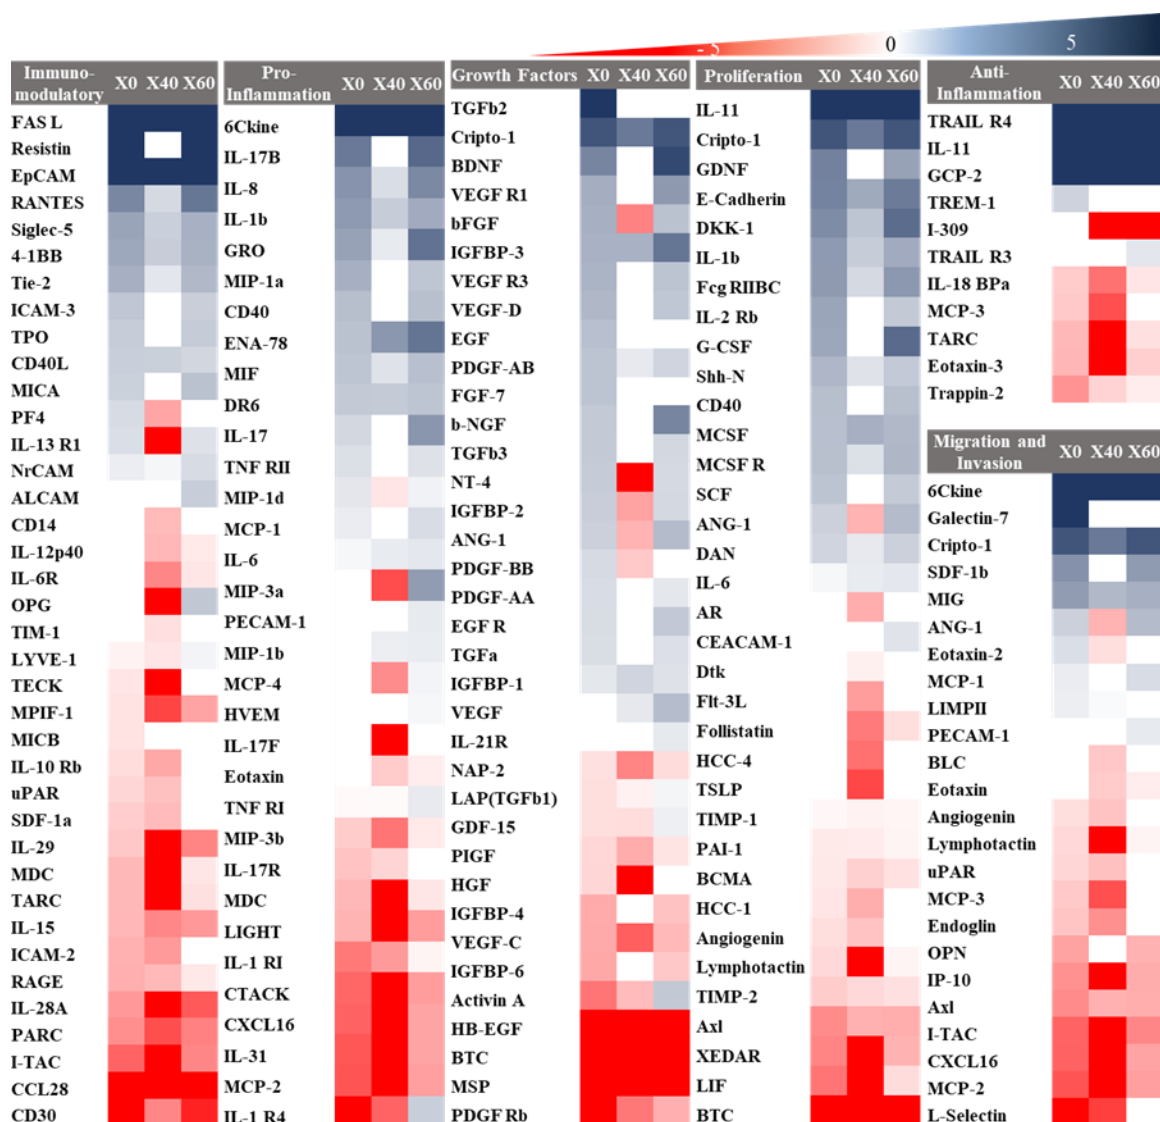 - 5
0
5
Immuno-
modulatory
X0 X40 X60
FAS L
Resistin
EpCAM
RANTES
Siglec-5
4-1BB
Tie-2
ICAM-3
TPO
CD40L
MICA
PF4
IL-13 R1
NrCAM
ALCAM
CD14
IL-12p40
IL-6R
OPG
TIM-1
LYVE-1
TECK
MPIF-1
MICB
IL-10 Rb
uPAR
SDF-1a
IL-29
MDC
TARC
IL-15
ICAM-2
RAGE
IL-28A
PARC
I-TAC
CCL28
CD30
Pro-
Inflammation
X0 X40 X60
6Ckine
IL-17B
IL-8
IL-1b
GRO
MIP-1a
CD40
ENA-78
MIF
DR6
IL-17
TNF RII
MIP-1d
MCP-1
IL-6
MIP-3a
PECAM-1
MIP-1b
MCP-4
HVEM
IL-17F
Eotaxin
TNF RI
MIP-3b
IL-17R
MDC
LIGHT
IL-1 RI
CTACK
CXCL16
IL-31
MCP-2
IL-1 R4
Growth Factors X0 X40 X60
TGFb2
Cripto-1
BDNF
VEGF R1
bFGF
IGFBP-3
VEGF R3
VEGF-D
EGF
PDGF-AB
FGF-7
b-NGF
TGFb3
NT-4
IGFBP-2
ANG-1
PDGF-BB
PDGF-AA
EGF R
TGFa
IGFBP-1
VEGF
IL-21R
NAP-2
LAP(TGFb1)
GDF-15
PIGF
HGF
IGFBP-4
VEGF-C
IGFBP-6
Activin A
HB-EGF
BTC
MSP
PDGF Rb
Proliferation X0 X40 X60
IL-11
Cripto-1
GDNF
E-Cadherin
DKK-1
IL-1b
Fcg RIIBC
IL-2 Rb
G-CSF
Shh-N
CD40
MCSF
MCSF R
SCF
ANG-1
DAN
IL-6
AR
CEACAM-1
Dtk
Flt-3L
Follistatin
HCC-4
TSLP
TIMP-1
PAI-1
BCMA
HCC-1
Angiogenin
Lymphotactin
TIMP-2
Axl
XEDAR
LIF
BTC
Anti-
Inflammation
X0 X40 X60
TRAIL R4
IL-11
GCP-2
TREM-1
I-309
TRAIL R3
IL-18 BPa
MCP-3
TARC
Eotaxin-3
Trappin-2
Migration and
Invasion
X0 X40 X60
6Ckine
Galectin-7
Cripto-1
SDF-1b
MIG
ANG-1
Eotaxin-2
MCP-1
LIMPII
PECAM-1
BLC
Eotaxin
Angiogenin
Lymphotactin
uPAR
MCP-3
Endoglin
OPN
IP-10
Axl
I-TAC
CXCL16
MCP-2
L-Selectin